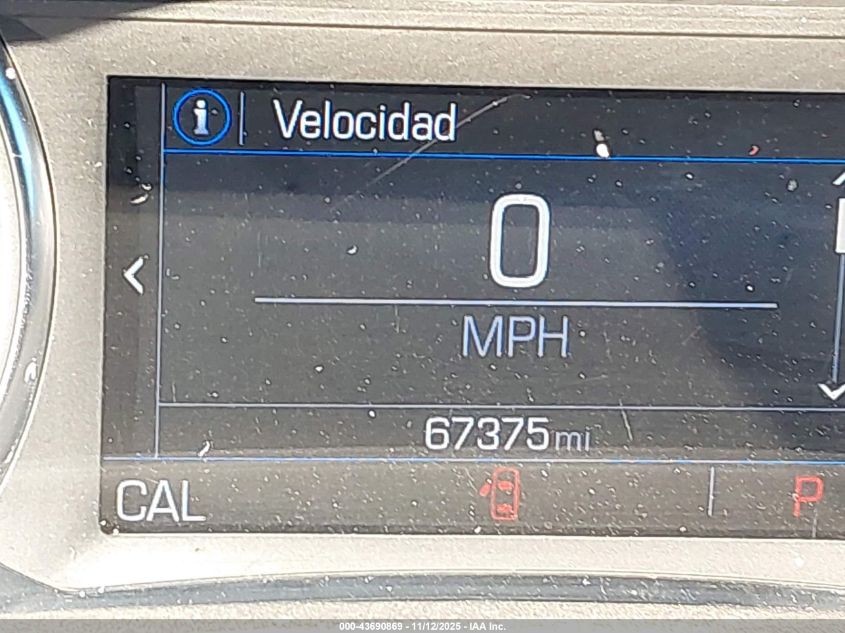 i Velocidad
0
MPH
67375 mi
CAL P
000-43690869 - 11/12/2025 - IAA Inc.